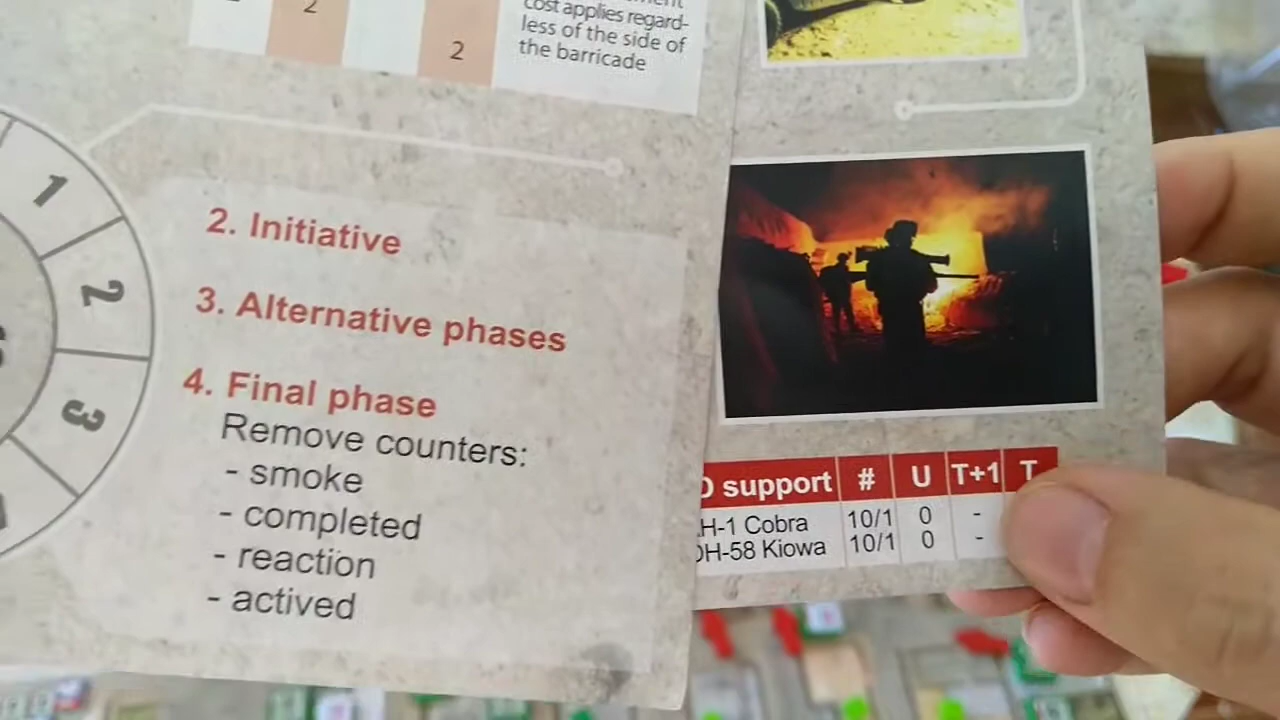 2
2
cost applies regard-
less of the side of
the barricade
1
2
3
2. Initiative
3. Alternative phases
4. Final phase
Remove counters:
- smoke
- completed
- reaction
- actived
support # U T+1 T
H-1 Cobra 10/1 0 -
OH-58 Kiowa 10/1 0 -